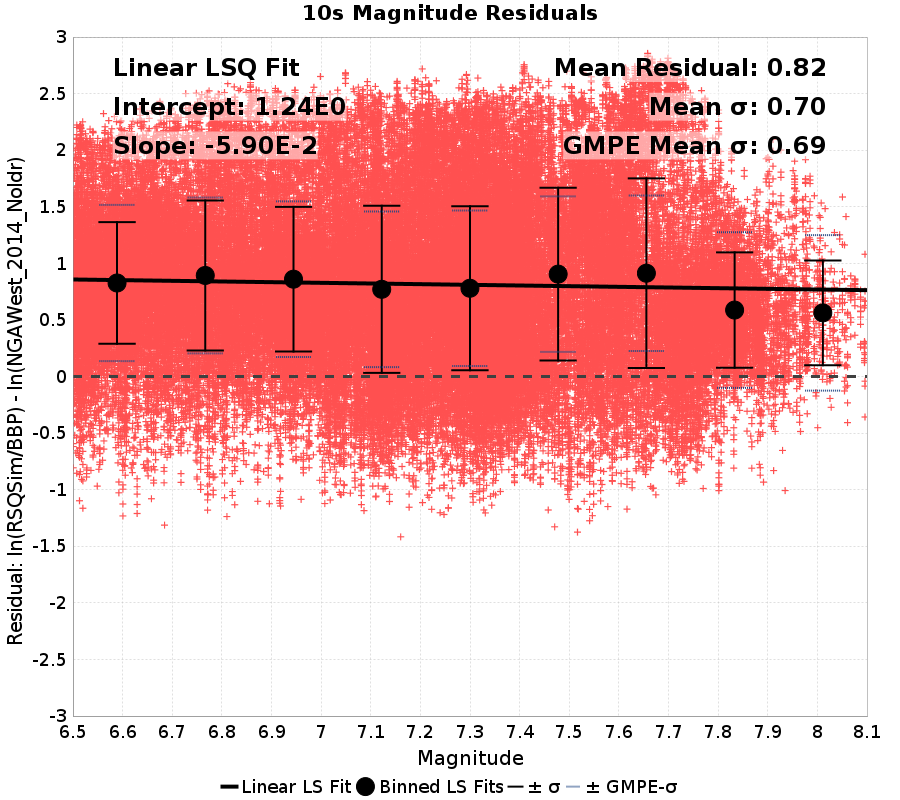 10s Magnitude Residuals
Linear LSQ Fit
Intercept: 1.24E0
Slope: -5.90E-2
Mean Residual: 0.82
Mean σ: 0.70
GMPE Mean σ: 0.69
Residual: ln(RSQSim/BBP) - ln(NGAWest_2014_NoIdr)
3
2.5
2
1.5
1
0.5
0
-0.5
-1
-1.5
-2
-2.5
-3
6.5 6.6 6.7 6.8 6.9 7 7.1 7.2 7.3 7.4 7.5 7.6 7.7 7.8 7.9 8 8.1
Magnitude
Linear LS Fit Binned LS Fits ± σ ± GMPE-σ